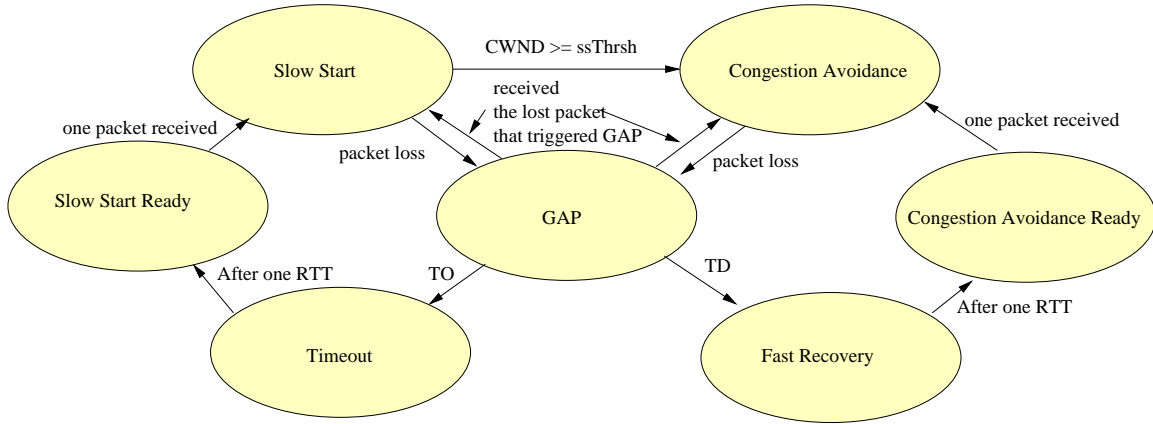 CWND >= ssThrsh
Slow Start
Congestion Avoidance
received
the lost packet
that triggered GAP
one packet received
one packet received
packet loss
packet loss
Slow Start Ready
GAP
Congestion Avoidance Ready
After one RTT
TO
TD
After one RTT
Timeout
Fast Recovery